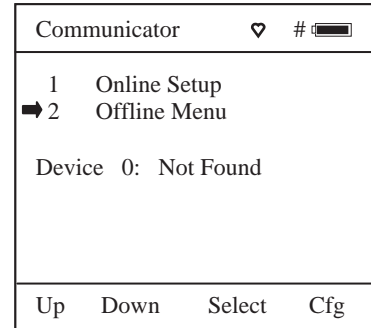 Communicator ♡ #
1 Online Setup
2 Offline Menu
Device 0: Not Found
Up Down Select Cfg